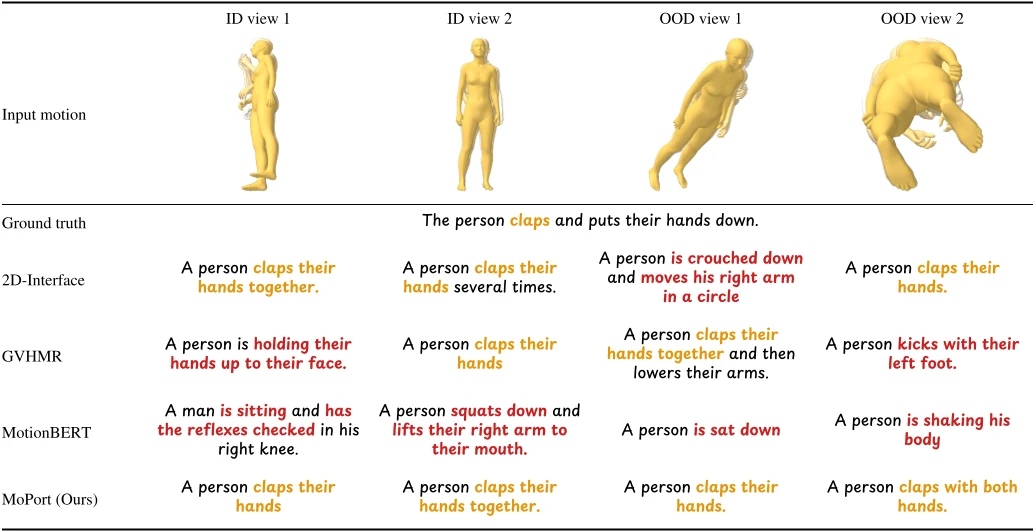 ID view 1 ID view 2 OOD view 1 OOD view 2
Input motion
Ground truth
The person claps and puts their hands down.
2D-Interface
A person claps their
hands together.
A person claps their
hands several times.
A person is crouched down
and moves his right arm
in a circle
A person claps their
hands.
GVHMR
A person is holding their
hands up to their face.
A person claps their
hands
A person claps their
hands together and then
lowers their arms.
A person kicks with their
left foot.
MotionBERT
A man is sitting and has
the reflexes checked in his
right knee.
A person squats down and
lifts their right arm to
their mouth.
A person is sat down
A person is shaking his
body
MoPort (Ours)
A person claps their
hands
A person claps their
hands together.
A person claps their
hands.
A person claps with both
hands.